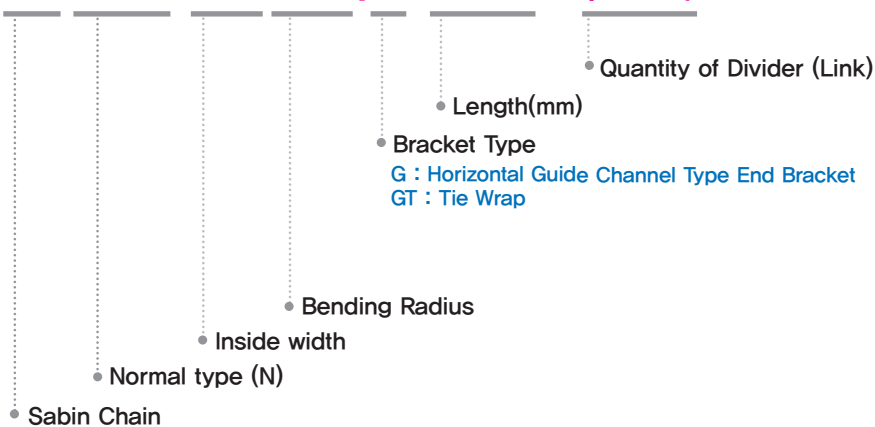 Quantity of Divider (Link)
Length(mm)
Bracket Type
G : Horizontal Guide Channel Type End Bracket
GT : Tie Wrap
Bending Radius
Inside width
Normal type (N)
Sabin Chain